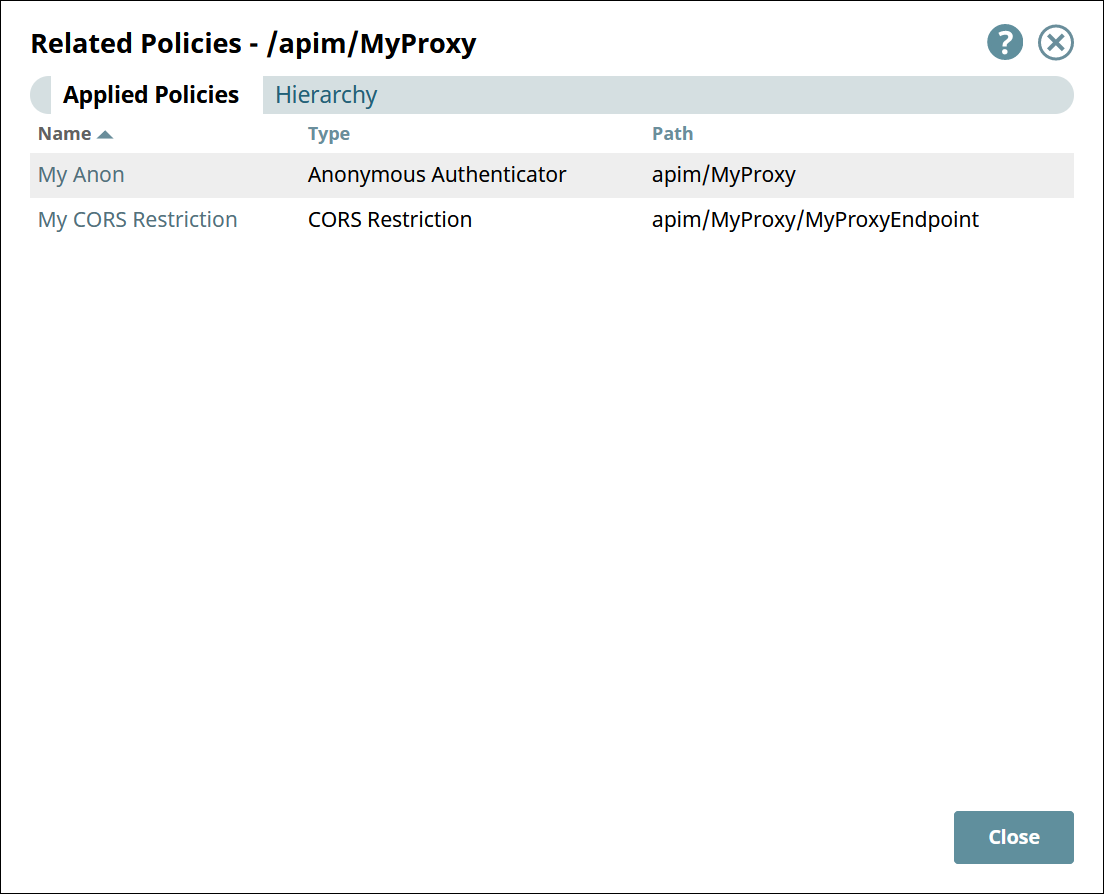 Related Policies - /apim/MyProxy ?
Applied Policies Hierarchy
Name Type Path
My Anon Anonymous Authenticator apim/MyProxy
My CORS Restriction CORS Restriction apim/MyProxy/MyProxyEndpoint
Close